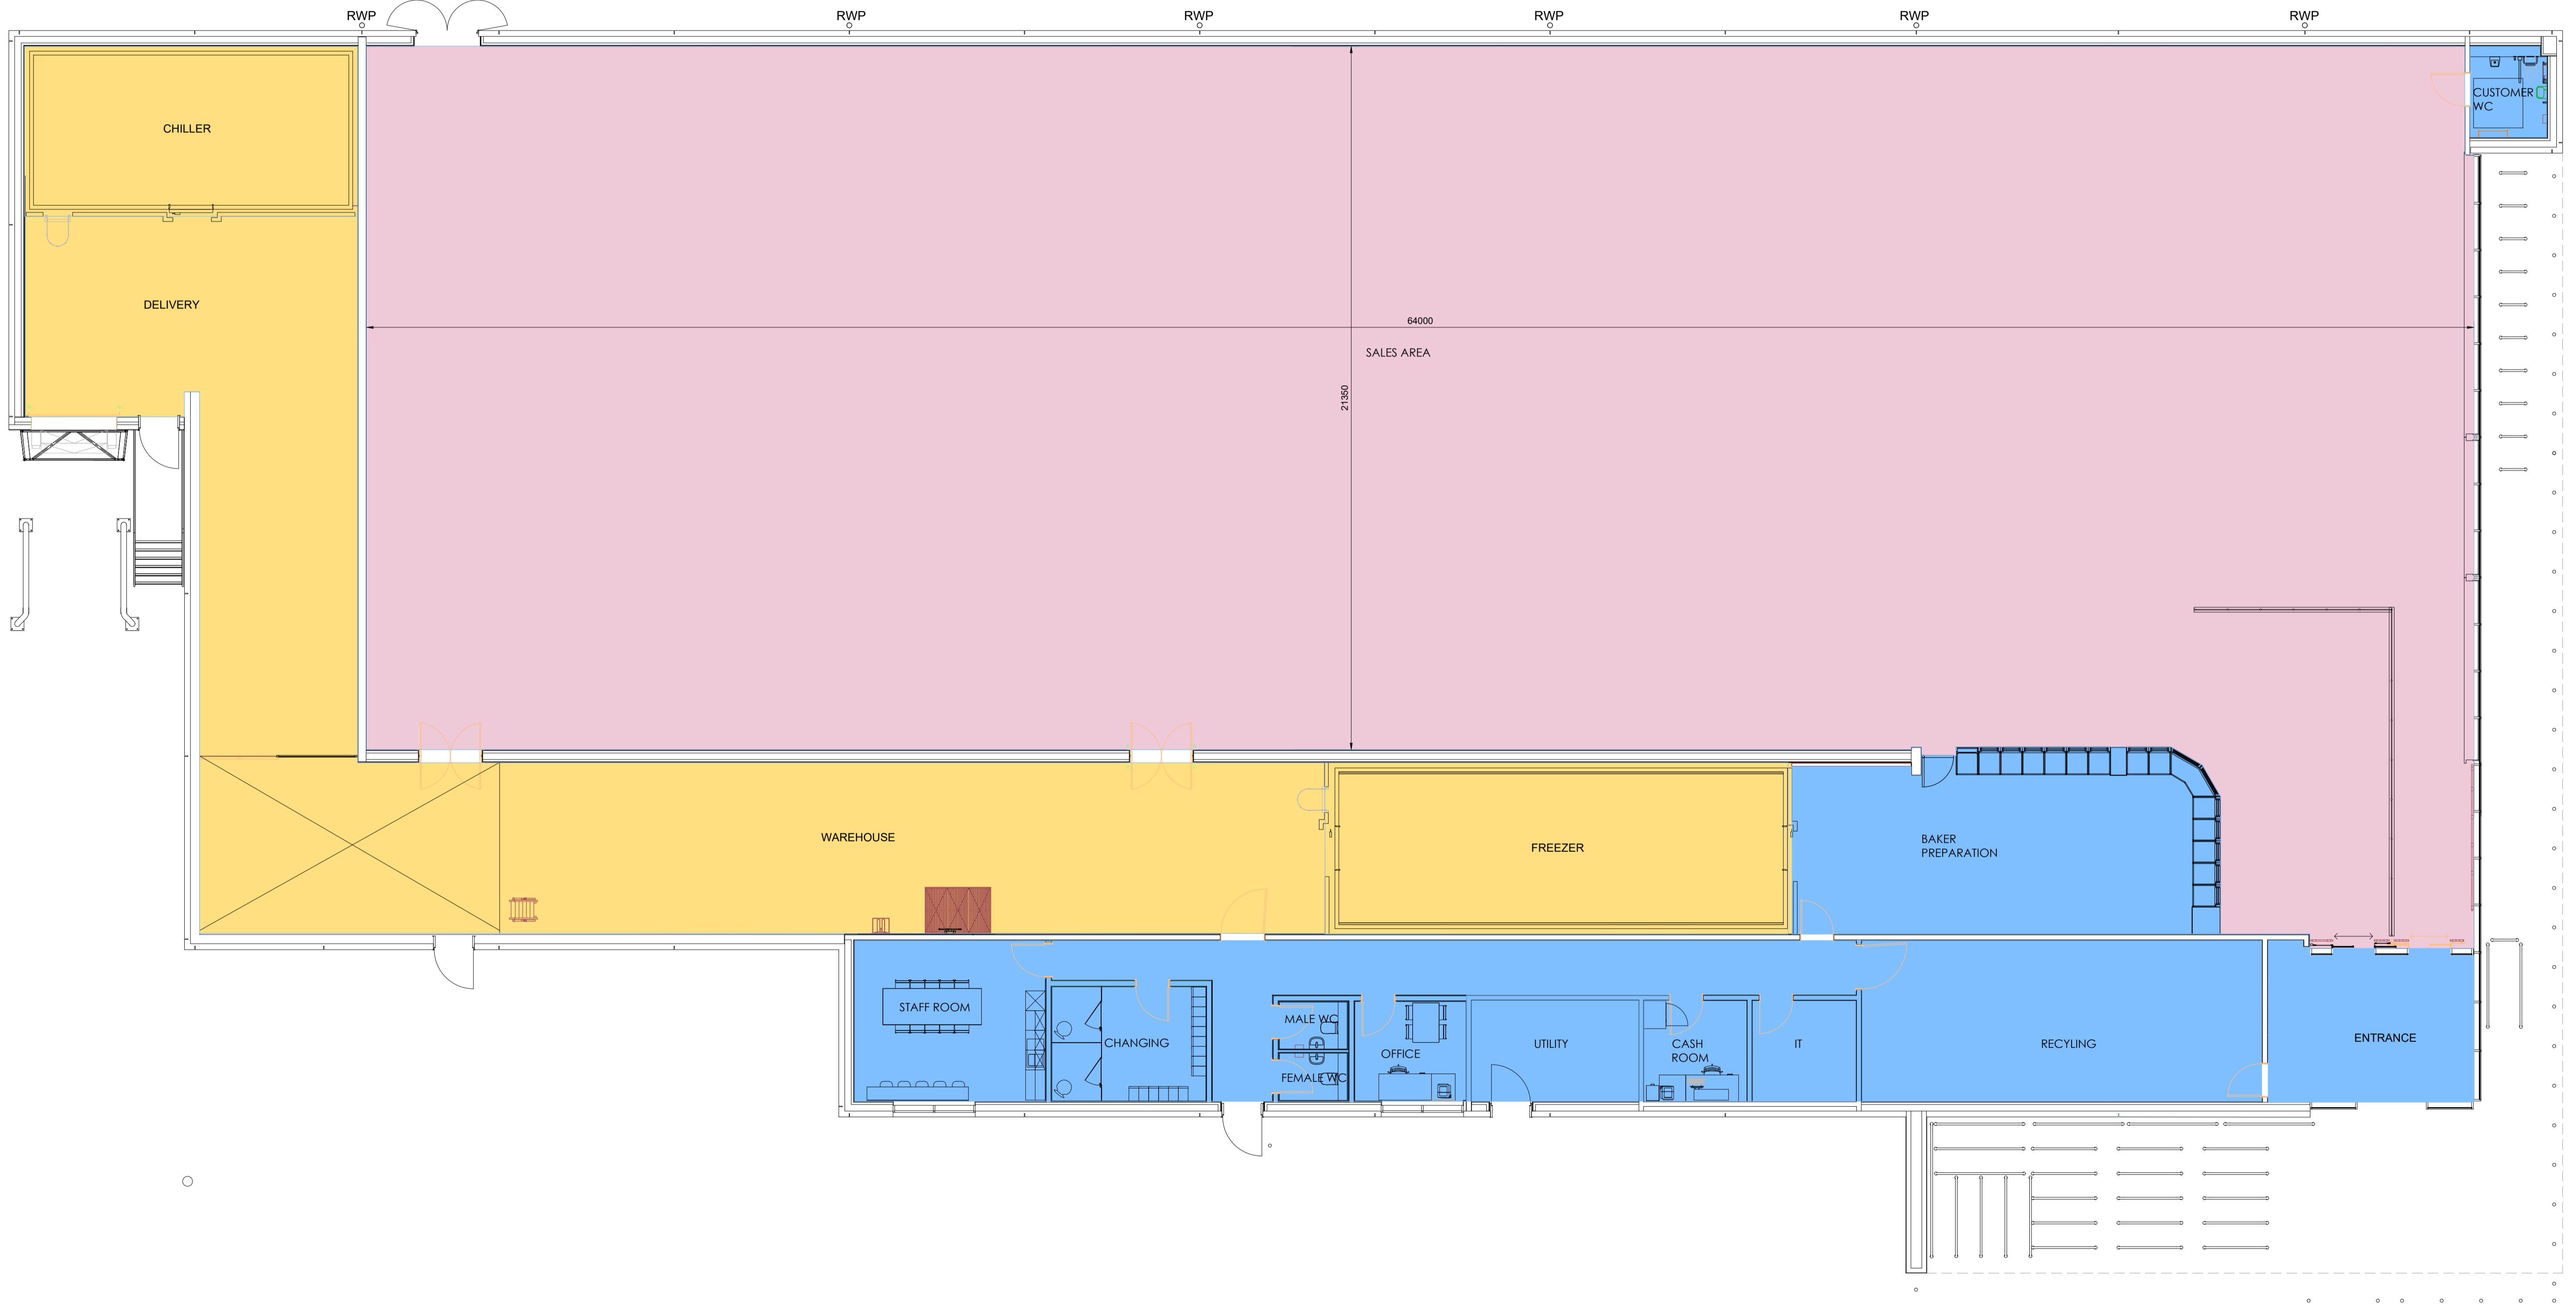 RWP
RWP
RWP
RWP
RWP
RWP
CUSTOMER
WC
CHILLER
DELIVERY
64000
SALES AREA
21350
WAREHOUSE
FREEZER
BAKER
PREPARATION
STAFF ROOM
CHANGING
MALE WC
FEMALE WC
OFFICE
UTILITY
CASH
ROOM
IT
RECYLING
ENTRANCE